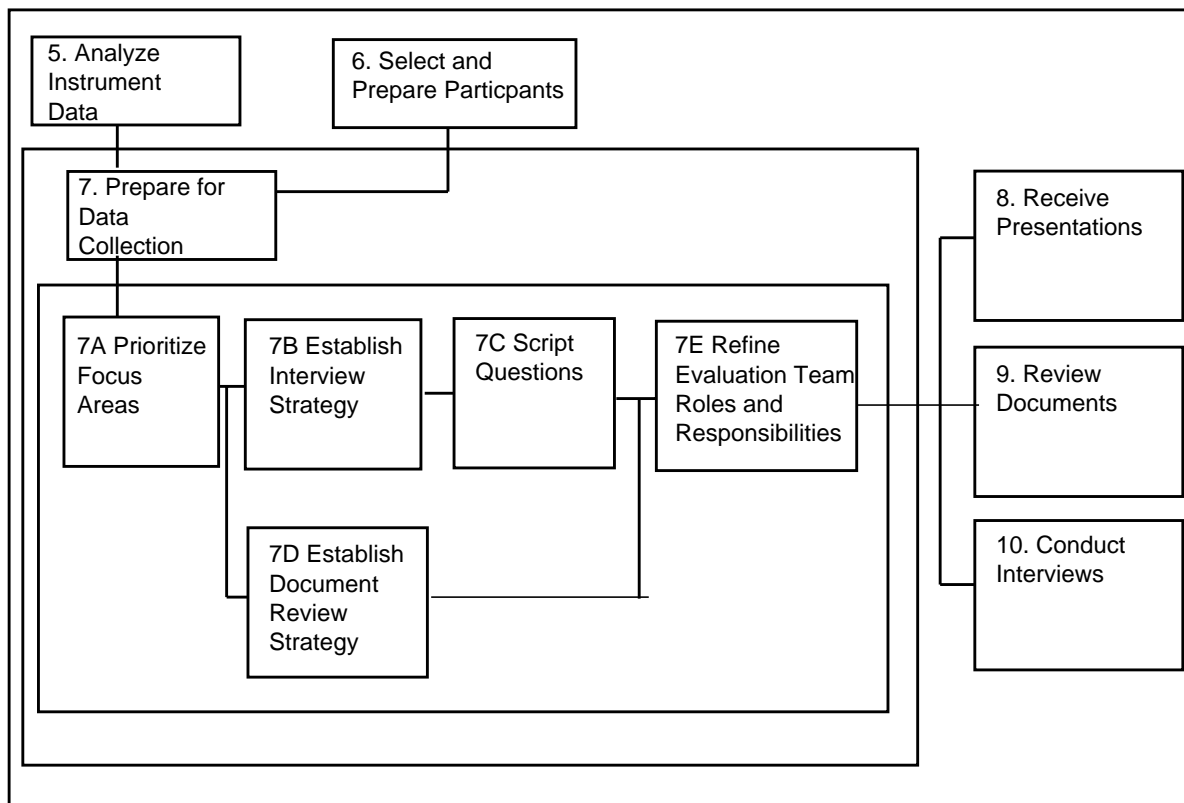 5. Analyze
Instrument
Data
6. Select and
Prepare Particpants
7. Prepare for
Data
Collection
8. Receive
Presentations
7A Prioritize
Focus
Areas
7B Establish
Interview
Strategy
7C Script
Questions
7E Refine
Evaluation Team
Roles and
Responsibilities
9. Review
Documents
7D Establish
Document
Review
Strategy
10. Conduct
Interviews